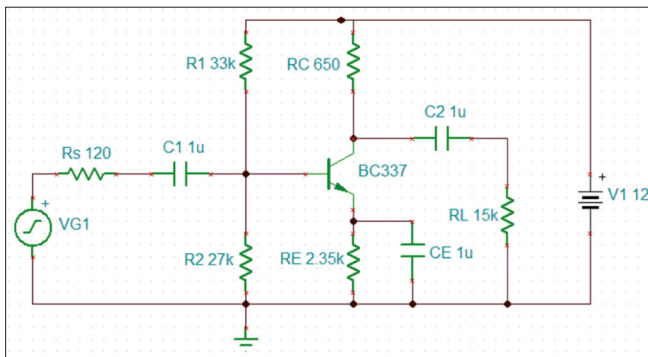 R1 33k
RC 650
C2 1u
C1 1u
Rs 120
BC337
+
V1 12
+
VG1
RL 15k
R2 27k
RE 2.35k
CE 1u